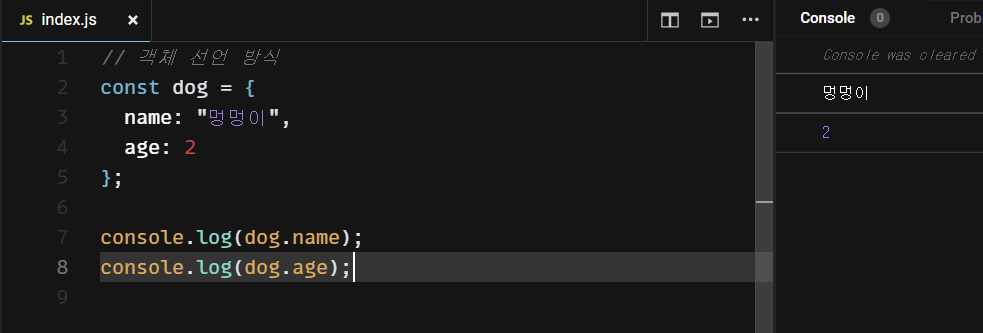 JS index.js ×
Console 0 Prob
1 // 객체 선언 방식
2 const dog = {
3 name: "멍멍이",
4 age: 2
5 };
6
7 console.log(dog.name);
8 console.log(dog.age);
9
Console was cleared
멍멍이
2